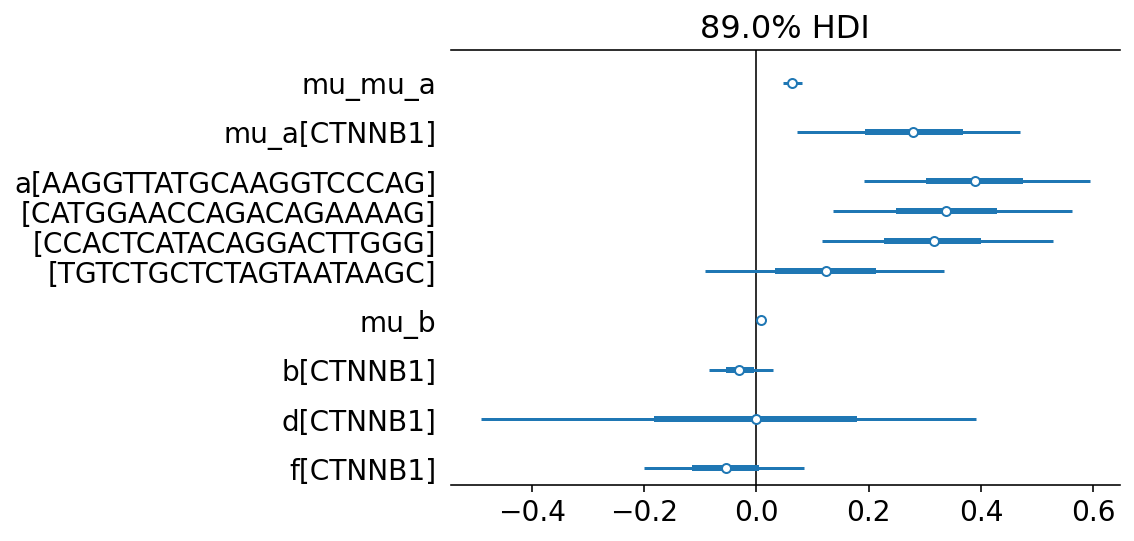 89.0% HDI
mu_mu_a
mu_a[CTNNB1]
a[AAGGTTATGCAAGGTCCCAG]
[CATGGAACCAGACAGAAAAG]
[CCACTCATACAGGACTTGGG]
[TGTCTGCTCTAGTAATAAGC]
mu_b
b[CTNNB1]
d[CTNNB1]
f[CTNNB1]
−0.4 −0.2 0.0 0.2 0.4 0.6